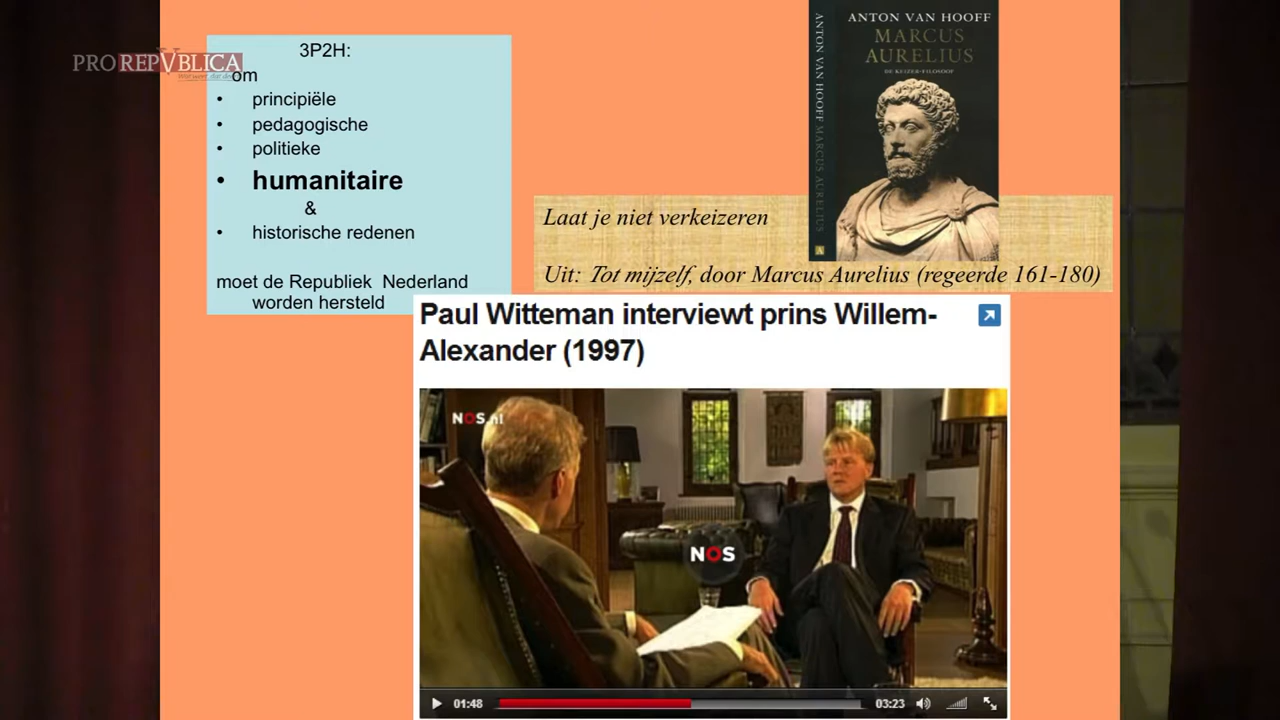 PRO REPVBLICA
3P2H:
om
• principiële
• pedagogische
• politieke
• humanitaire
&
• historische redenen
moet de Republiek Nederland
worden hersteld
ANTON VAN HOOFF MARCUS AURELIUS
ANTON VAN HOOFF
MARCUS
AURELIUS
DE KEIZER-FILOSOOF
Laat je niet verkeizeren
Uit: Tot mijzelf, door Marcus Aurelius (regeerde 161-180)
Paul Witteman interviewt prins Willem-
Alexander (1997)
NOS.nl
NOS
01:48
03:23